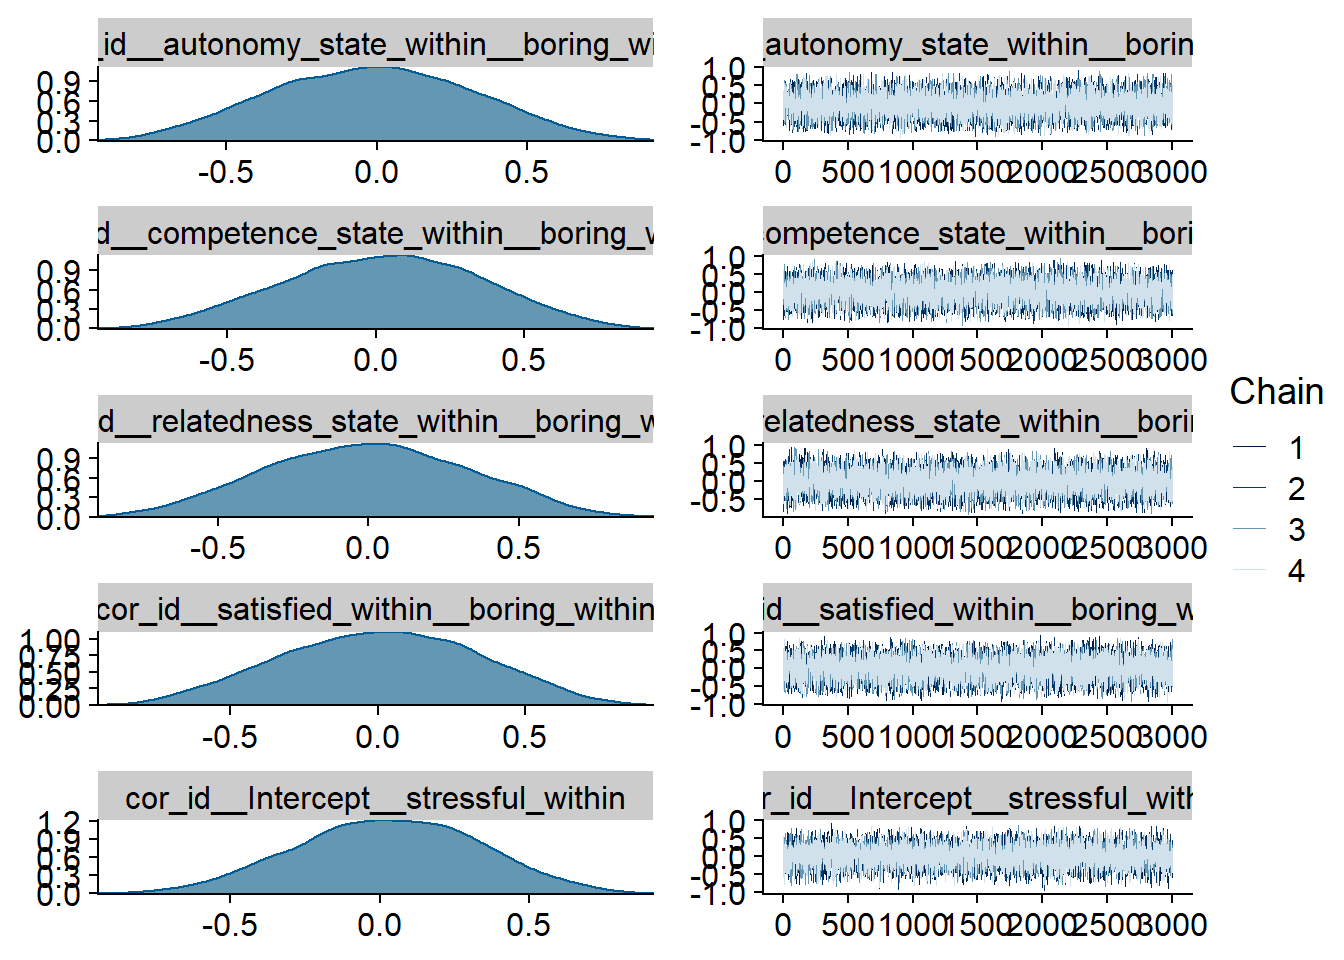 _id__autonomy_state_within__boring_wi
0.9
0.6
0.3
0.0
-0.5 0.0 0.5
autonomy_state_within__boring
1.0
0.5
0.0
-0.5
-1.0
0 500 1000 1500 2000 2500 3000
d__competence_state_within__boring_w
0.9
0.6
0.3
0.0
-0.5 0.0 0.5
competence_state_within__bori
1.0
0.5
0.0
-0.5
-1.0
0 500 1000 1500 2000 2500 3000
d__relatedness_state_within__boring_w
0.9
0.6
0.3
0.0
-0.5 0.0 0.5
relatedness_state_within__borin
1.0
0.5
0.0
-0.5
0 500 1000 1500 2000 2500 3000
cor_id__satisfied_within__boring_within
1.00
0.75
0.50
0.25
0.00
-0.5 0.0 0.5
id__satisfied_within__boring_w
1.0
0.5
0.0
-0.5
-1.0
0 500 1000 1500 2000 2500 3000
cor_id__Intercept__stressful_within
1.2
0.9
0.6
0.3
0.0
-0.5 0.0 0.5
r_id__Intercept__stressful_with
1.0
0.5
0.0
-0.5
-1.0
0 500 1000 1500 2000 2500 3000
Chain
1
2
3
4